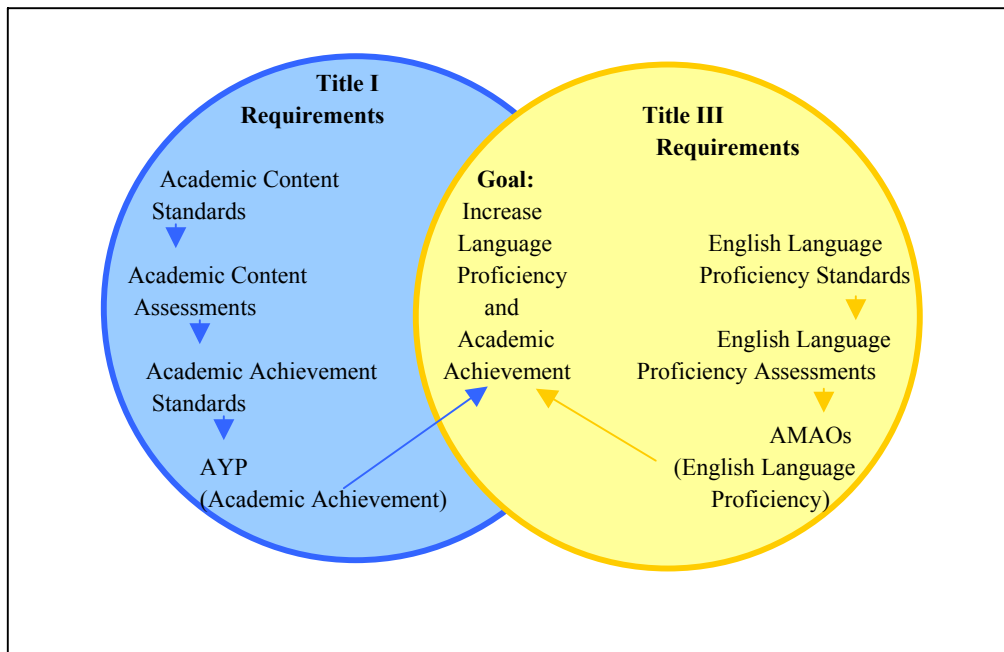 Title I
Requirements
Academic Content
Standards
Academic Content
Assessments
Academic Achievement
Standards
AYP
(Academic Achievement)
Goal:
Increase
Language
Proficiency
and
Academic
Achievement
Title III
Requirements
English Language
Proficiency Standards
English Language
Proficiency Assessments
AMAOs
(English Language
Proficiency)